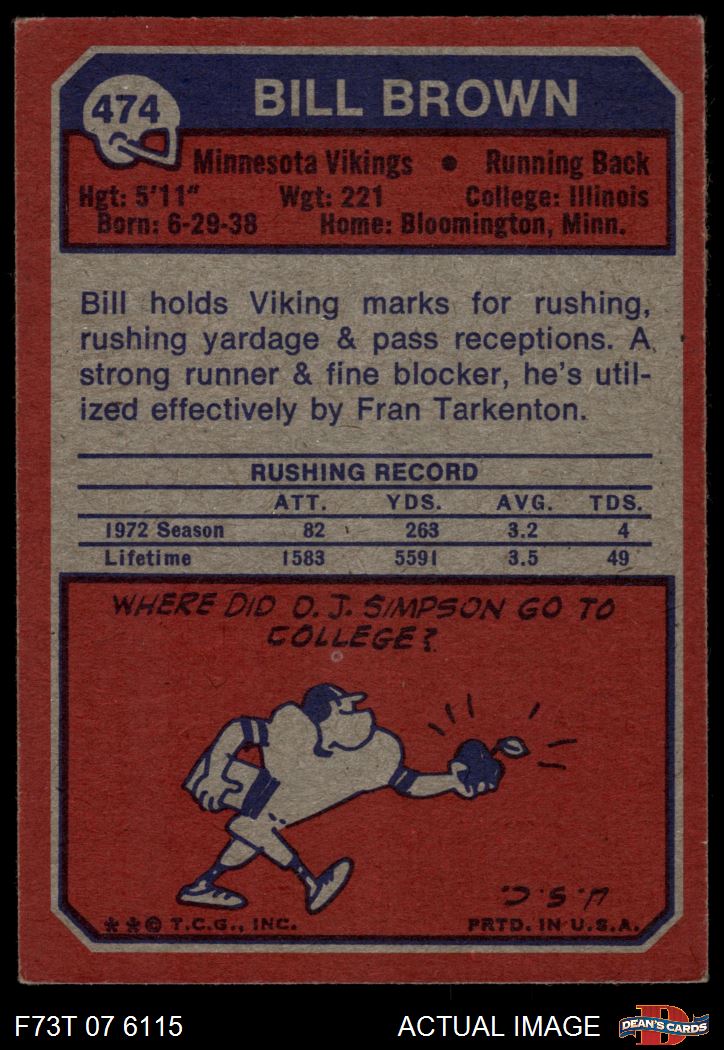 474
BILL BROWN
Minnesota Vikings • Running Back
Hgt: 5'11" Wgt: 221 College: Illinois
Born: 6-29-38 Home: Bloomington, Minn.
Bill holds Viking marks for rushing,
rushing yardage & pass receptions. A
strong runner & fine blocker, he's util-
ized effectively by Fran Tarkenton.
RUSHING RECORD
ATT. YDS. AVG. TDS.
1972 Season 82 263 3.2 4
Lifetime 1583 5591 3.5 49
WHERE DID O. J. SIMPSON GO TO
COLLEGE?
U.S.C.
**© T.C.G., INC. PRTD. IN U.S.A.
F73T 07 6115 ACTUAL IMAGE
D
DEAN'S CARDS